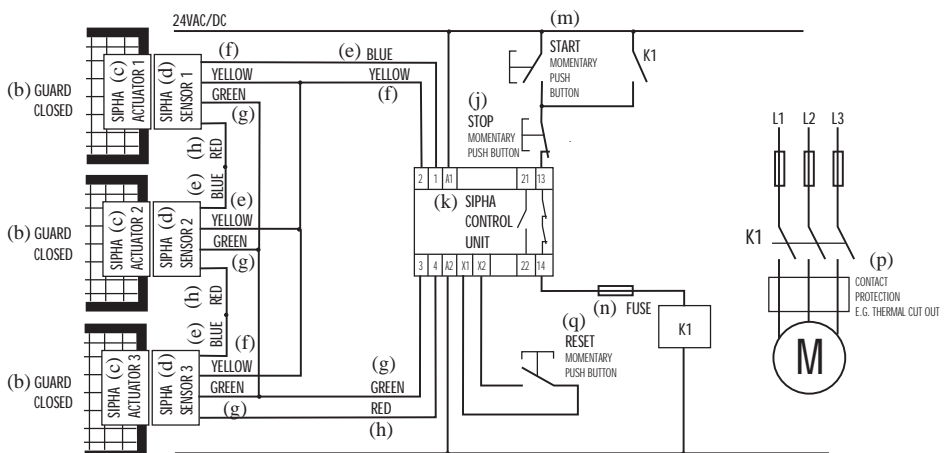 24VAC/DC
(m)
(f)
(e) BLUE
YELLOW
YELLOW
(f)
GREEN
(g)
(b) GUARD
CLOSED
SIPHA (c)
ACTUATOR 1
SIPHA (d)
SENSOR 1
START
MOMENTARY
PUSH
BUTTON
K1
(j)
STOP
MOMENTARY
PUSH BUTTON
L1 L2 L3
(h) RED
(e) BLUE
(e)
YELLOW
GREEN
(g)
(b) GUARD
CLOSED
SIPHA (c)
ACTUATOR 2
SIPHA (d)
SENSOR 2
2 1 A1 21 13
(k) SIPHA
CONTROL
UNIT
3 4 A2 X1 X2 22 14
K1
(p)
CONTACT
PROTECTION
E.G. THERMAL CUT OUT
M
(h) RED
(e) BLUE
(f)
YELLOW
GREEN
(g)
(b) GUARD
CLOSED
SIPHA (c)
ACTUATOR 3
SIPHA (d)
SENSOR 3
(g)
GREEN
RED
(h)
(n) FUSE
K1
(q)
RESET
MOMENTARY
PUSH BUTTON